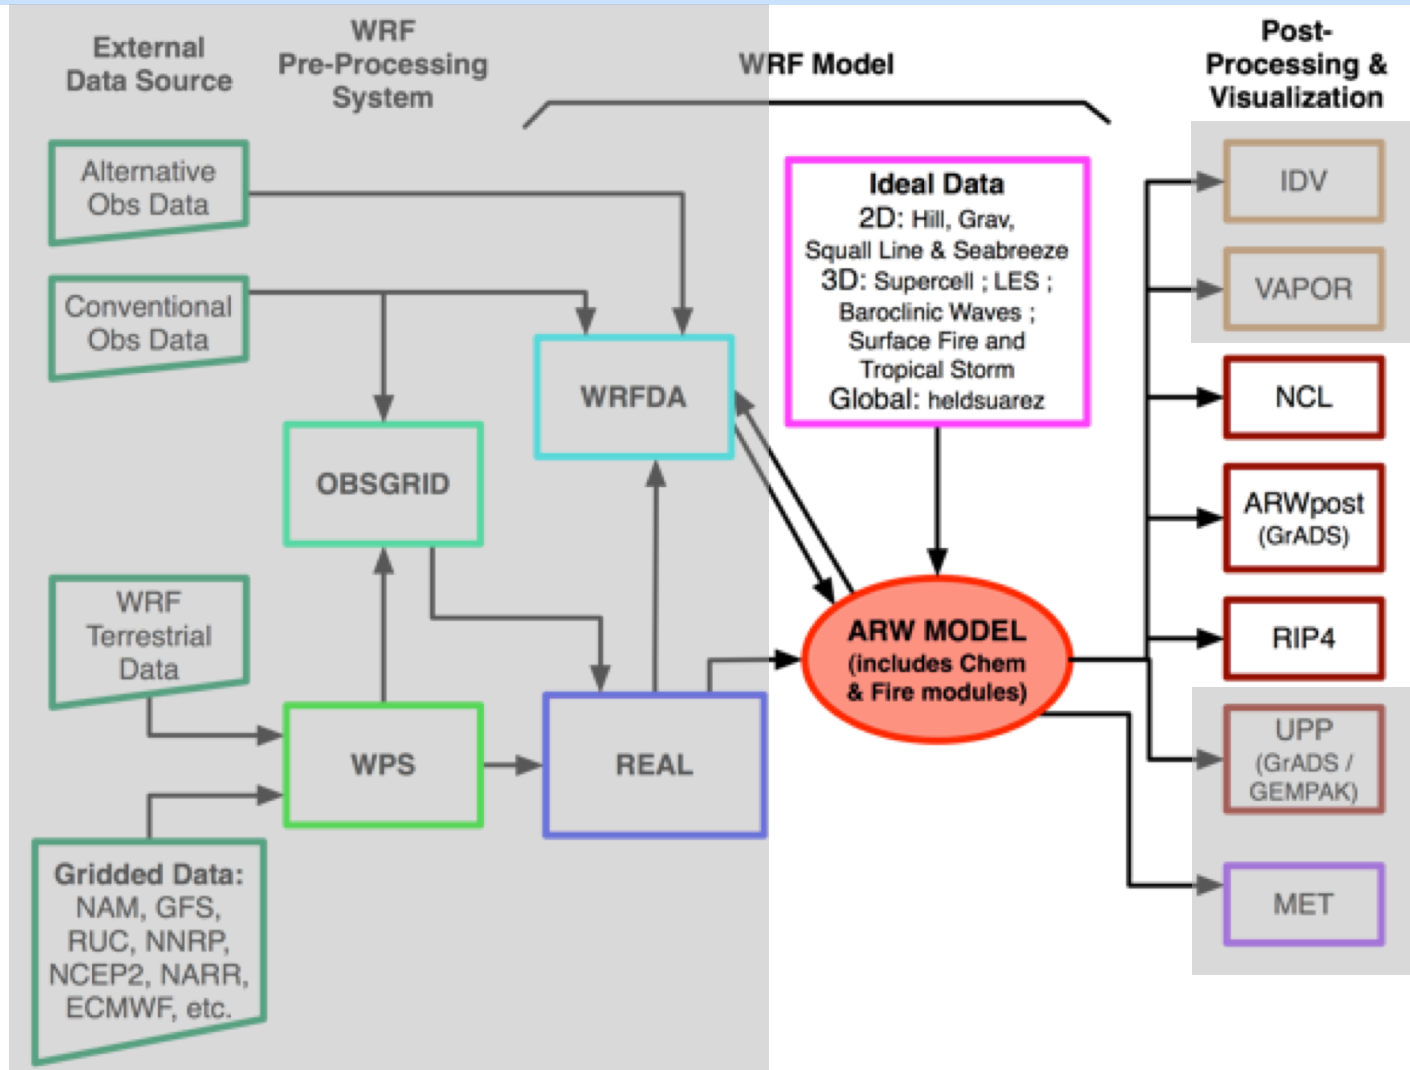 External
Data Source
WRF
Pre-Processing
System
WRF Model
Post-
Processing &
Visualization
Alternative
Obs Data
Conventional
Obs Data
WRF
Terrestrial
Data
Gridded Data:
NAM, GFS,
RUC, NNRP,
NCEP2, NARR,
ECMWF, etc.
OBSGRID
WPS
WRFDA
REAL
Ideal Data
2D: Hill, Grav,
Squall Line & Seabreeze
3D: Supercell ; LES ;
Baroclinic Waves ;
Surface Fire and
Tropical Storm
Global: heldsuarez
ARW MODEL
(includes Chem
& Fire modules)
IDV
VAPOR
NCL
ARWpost
(GrADS)
RIP4
UPP
(GrADS /
GEMPAK)
MET